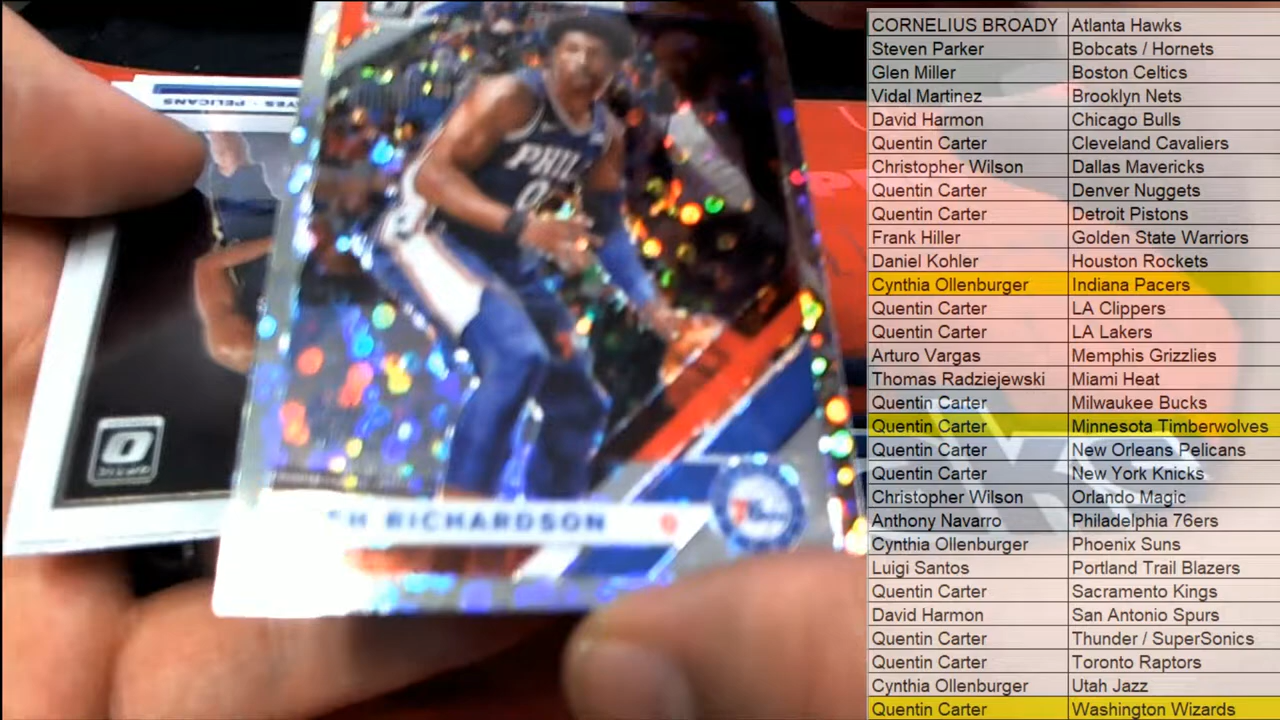 CORNELIUS BROADY Atlanta Hawks
Steven Parker Bobcats / Hornets
Glen Miller Boston Celtics
Vidal Martinez Brooklyn Nets
David Harmon Chicago Bulls
Quentin Carter Cleveland Cavaliers
Christopher Wilson Dallas Mavericks
Quentin Carter Denver Nuggets
Quentin Carter Detroit Pistons
Frank Hiller Golden State Warriors
Daniel Kohler Houston Rockets
Cynthia Ollenburger Indiana Pacers
Quentin Carter LA Clippers
Quentin Carter LA Lakers
Arturo Vargas Memphis Grizzlies
Thomas Radziejewski Miami Heat
Quentin Carter Milwaukee Bucks
Quentin Carter Minnesota Timberwolves
Quentin Carter New Orleans Pelicans
Quentin Carter New York Knicks
Christopher Wilson Orlando Magic
Anthony Navarro Philadelphia 76ers
Cynthia Ollenburger Phoenix Suns
Luigi Santos Portland Trail Blazers
Quentin Carter Sacramento Kings
David Harmon San Antonio Spurs
Quentin Carter Thunder / SuperSonics
Quentin Carter Toronto Raptors
Cynthia Ollenburger Utah Jazz
Quentin Carter Washington Wizards
YES - PELICANS
PHIL
0
H RICHARDSON
76ers